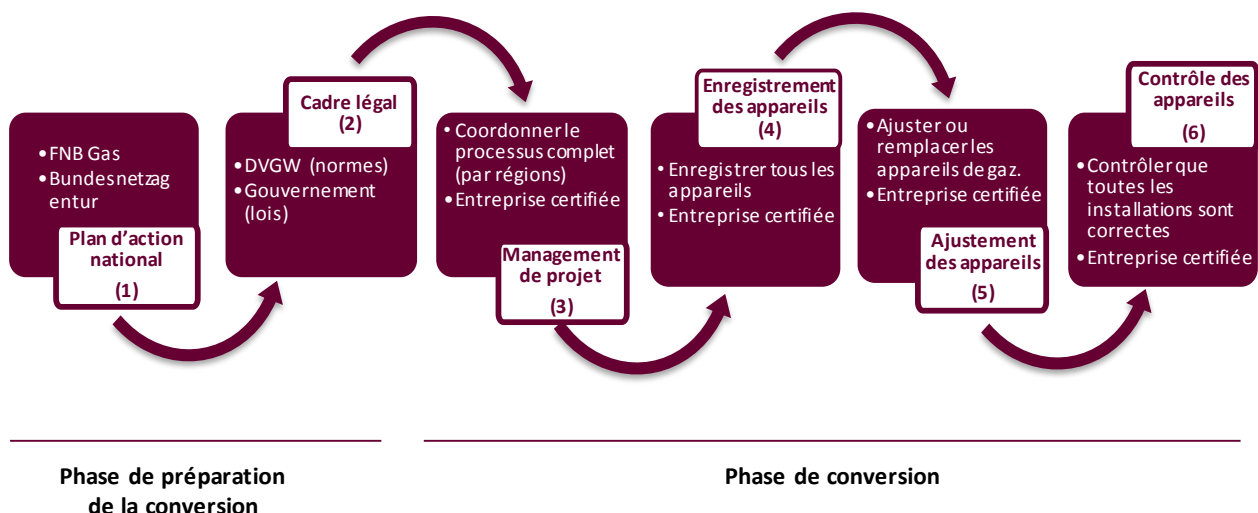 • FNB Gas
• Bundesnetzag
entur
Plan d’action
national
(1)
Cadre légal
(2)
• DVGW (normes)
• Gouvernement
(lois)
• Coordonner le
processus complet
(par régions)
• Entreprise certifiée
Management
de projet
(3)
Enregistrement
des appareils
(4)
• Enregistrer tous les
appareils
• Entreprise certifiée
• Ajuster ou
remplacer les
appareils de gaz.
• Entreprise certifiée
Ajustement
des appareils
(5)
Contrôle des
appareils
(6)
• Contrôler que
toutes les
installations sont
correctes
• Entreprise certifiée
Phase de préparation
de la conversion
Phase de conversion